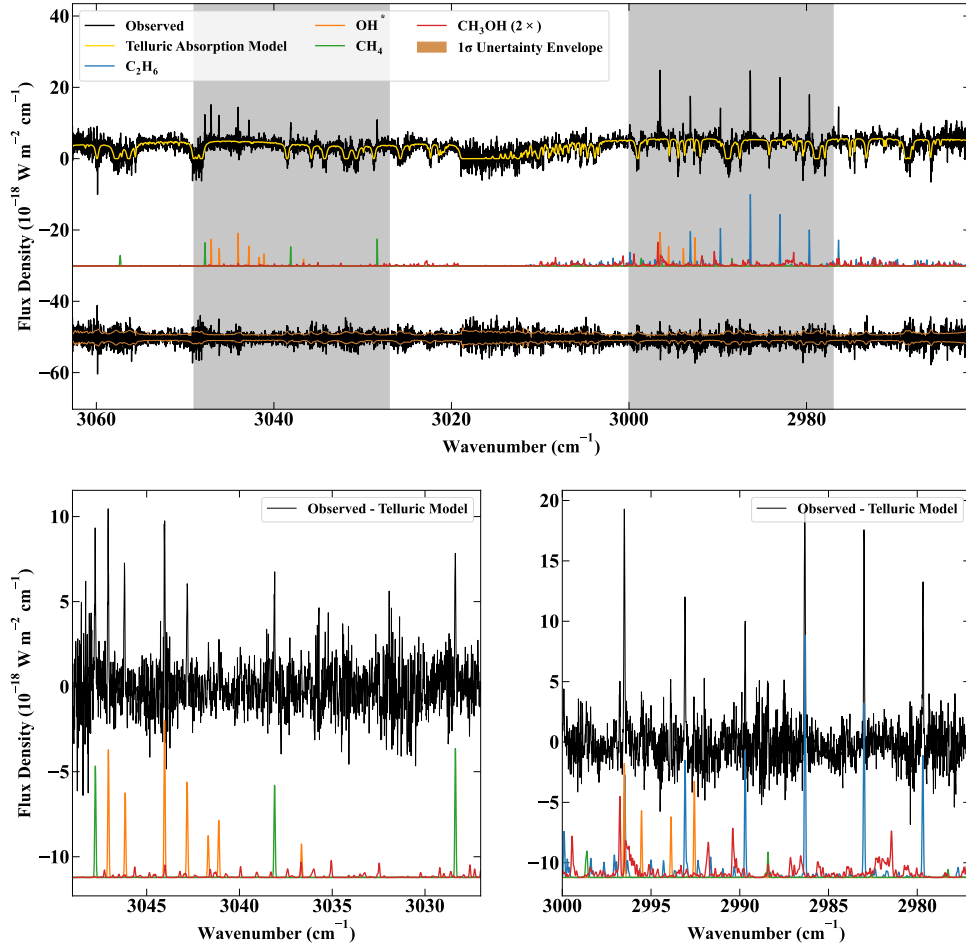 Observed
Telluric Absorption Model
C₂H₆
OH*
CH₄
CH₃OH (2 × )
1σ Unertainty Envelope
Flux Density (10⁻¹⁸ W m⁻² cm⁻¹)
40
20
0
−20
−40
−60
3060
3040
3020
3000
2980
Wavenumber (cm⁻¹)
Observed - Telluric Model
Flux Density (10⁻¹⁸ W m⁻² cm⁻¹)
10
5
0
−5
−10
3045
3040
3035
3030
Wavenumber (cm⁻¹)
Observed - Telluric Model
20
15
10
5
0
−5
−10
3000
2995
2990
2985
2980
Wavenumber (cm⁻¹)